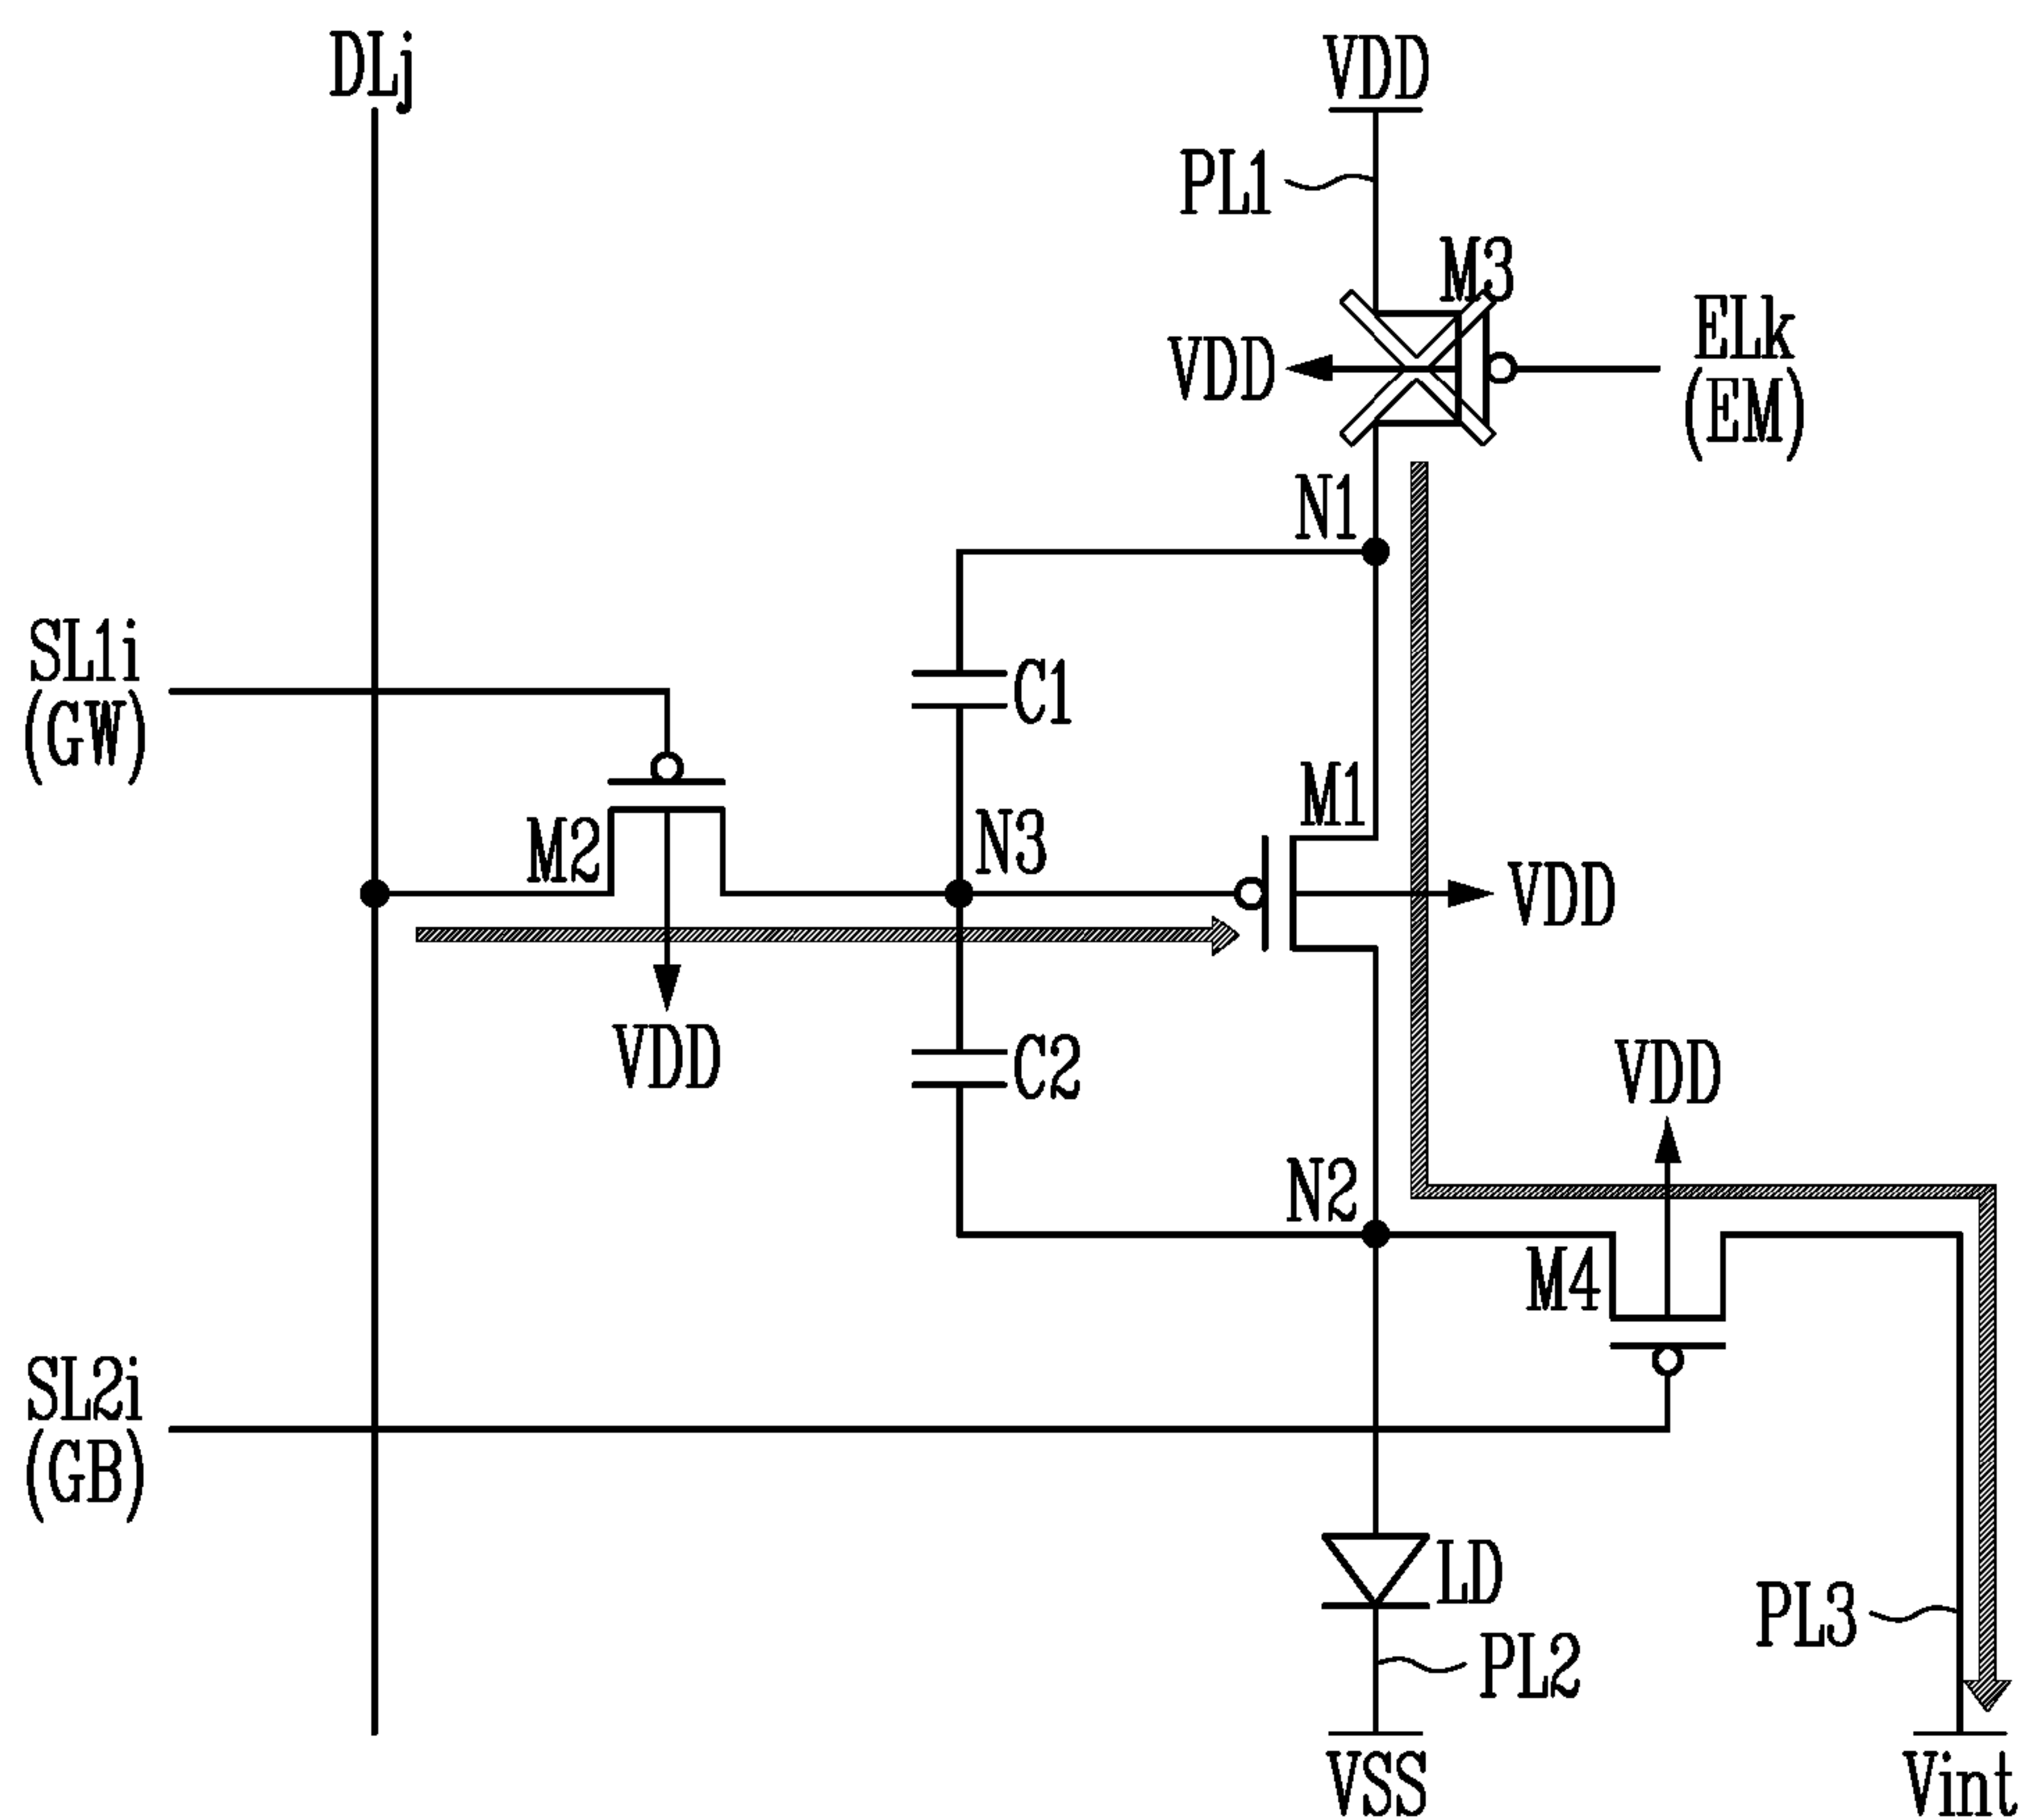 DLj
VDD
PL1
M3
VDD
ELk
(EM)
N1
SL1i
(GW)
C1
M1
M2
N3
VDD
VDD
C2
VDD
N2
M4
SL2i
(GB)
LD
PL3
PL2
VSS
Vint